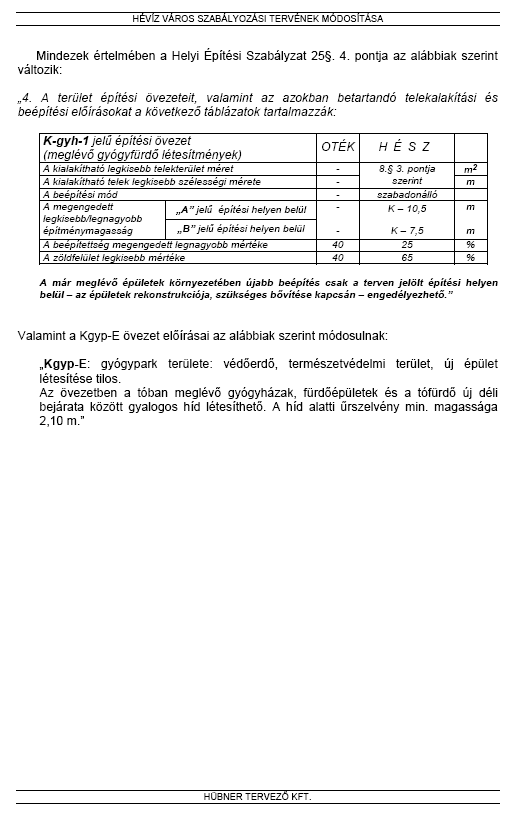 HÉVÍZ VÁROS SZABÁLYOZÁSI TERVÉNEK MÓDOSÍTÁSA
Mindezek értelmében a Helyi Építési Szabályzat 25§. 4. pontja az alábbiak szerint
változik:
„4. A terület építési övezeteit, valamint az azokban betartandó telekalakítási és
beépítési előírásokat a következő táblázatok tartalmazzák:
K-gyh-1 jelű építési övezet
(meglévő gyógyfürdő létesítmények) OTÉK H É S Z
A kialakítható legkisebb telekterület méret - 8.§ 3. pontja m²
A kialakítható telek legkisebb szélességi mérete - szerint m
A beépítési mód - szabadonálló
A megengedett legkisebb/legnagyobb építménymagasság „A” jelű építési helyen belül - K – 10,5 m
„B” jelű építési helyen belül - K – 7,5 m
A beépítettség megengedett legnagyobb mértéke 40 25 %
A zöldfelület legkisebb mértéke 40 65 %
A már meglévő épületek környezetében újabb beépítés csak a terven jelölt építési helyen
belül – az épületek rekonstrukciója, szükséges bővítése kapcsán – engedélyezhető.”
Valamint a Kgyp-E övezet előírásai az alábbiak szerint módosulnak:
„Kgyp-E: gyógypark területe: védőerdő, természetvédelmi terület, új épület
létesítése tilos.
Az övezetben a tóban meglévő gyógyházak, fürdőépületek és a tófürdő új déli
bejárata között gyalogos híd létesíthető. A híd alatti űrszelvény min. magassága
2,10 m.”
HÜBNER TERVEZŐ KFT.